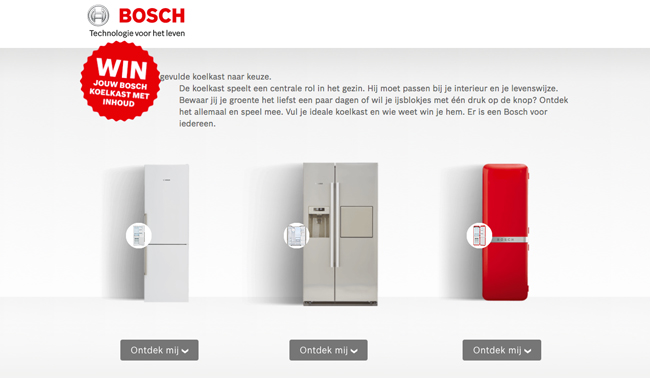 BOSCH
Technologie voor het leven
WIN
JOUW BOSCH
KOELKAST MET
INHOUD
gevulde koelkast naar keuze.
De koelkast speelt een centrale rol in het gezin. Hij moet passen bij je interieur en je levenswijze.
Bewaar jij je groente het liefst een paar dagen of wil je ijsblokjes met één druk op de knop? Ontdek
het allemaal en speel mee. Vul je ideale koelkast en wie weet win je hem. Er is een Bosch voor
iedereen.
BOSCH
Ontdek mij
Ontdek mij
Ontdek mij